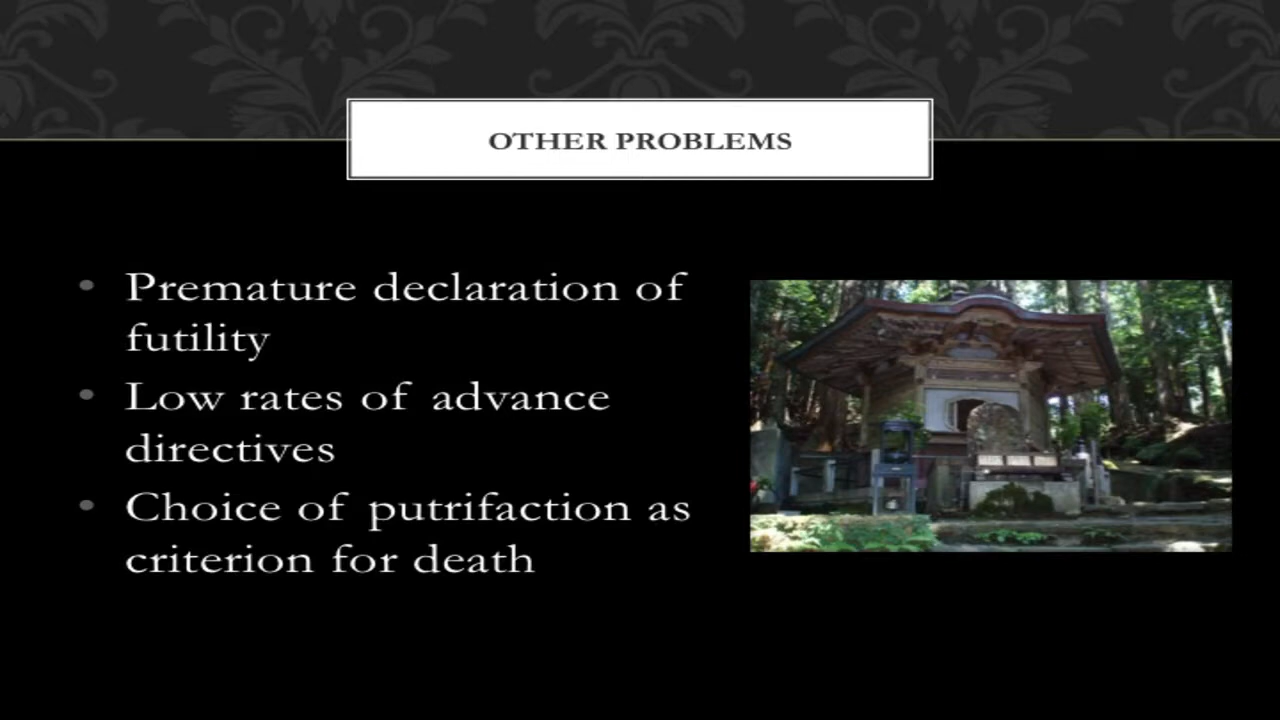 OTHER PROBLEMS
• Premature declaration of
futility
• Low rates of advance
directives
• Choice of putrifaction as
criterion for death